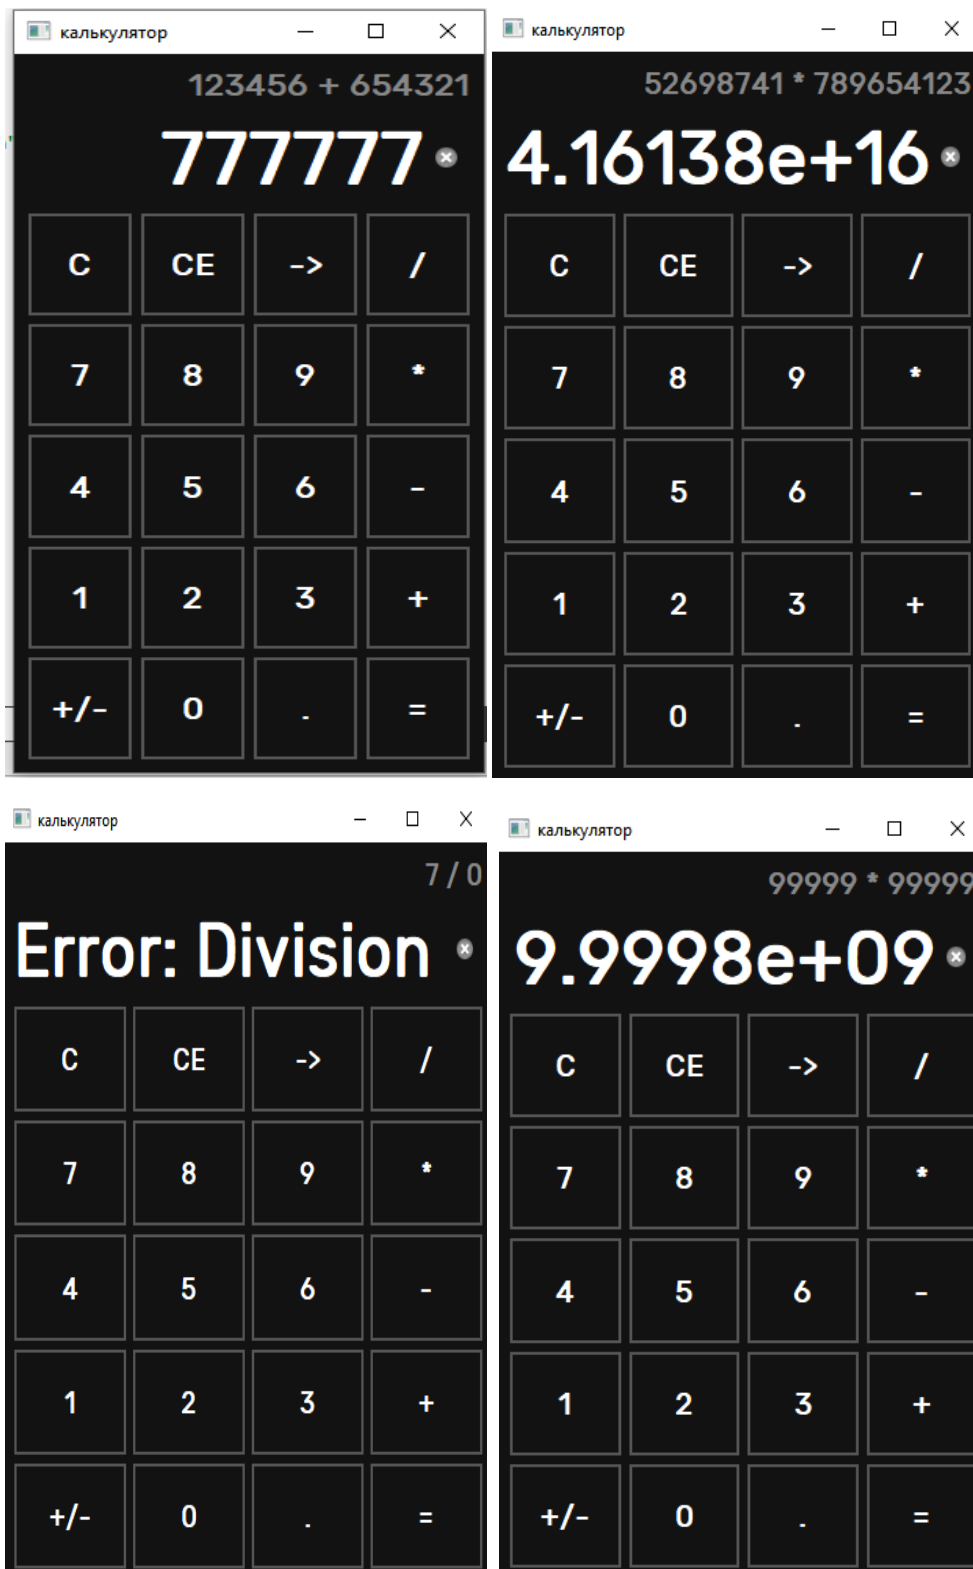 калькулятор
123456 + 654321
777777
C CE -> /
7 8 9 *
4 5 6 -
1 2 3 +
+/- 0 . =
калькулятор
52698741 * 789654123
4.16138e+16
C CE -> /
7 8 9 *
4 5 6 -
1 2 3 +
+/- 0 . =
калькулятор
7 / 0
Error: Division
C CE -> /
7 8 9 *
4 5 6 -
1 2 3 +
+/- 0 . =
калькулятор
99999 * 99999
9.9998e+09
C CE -> /
7 8 9 *
4 5 6 -
1 2 3 +
+/- 0 . =